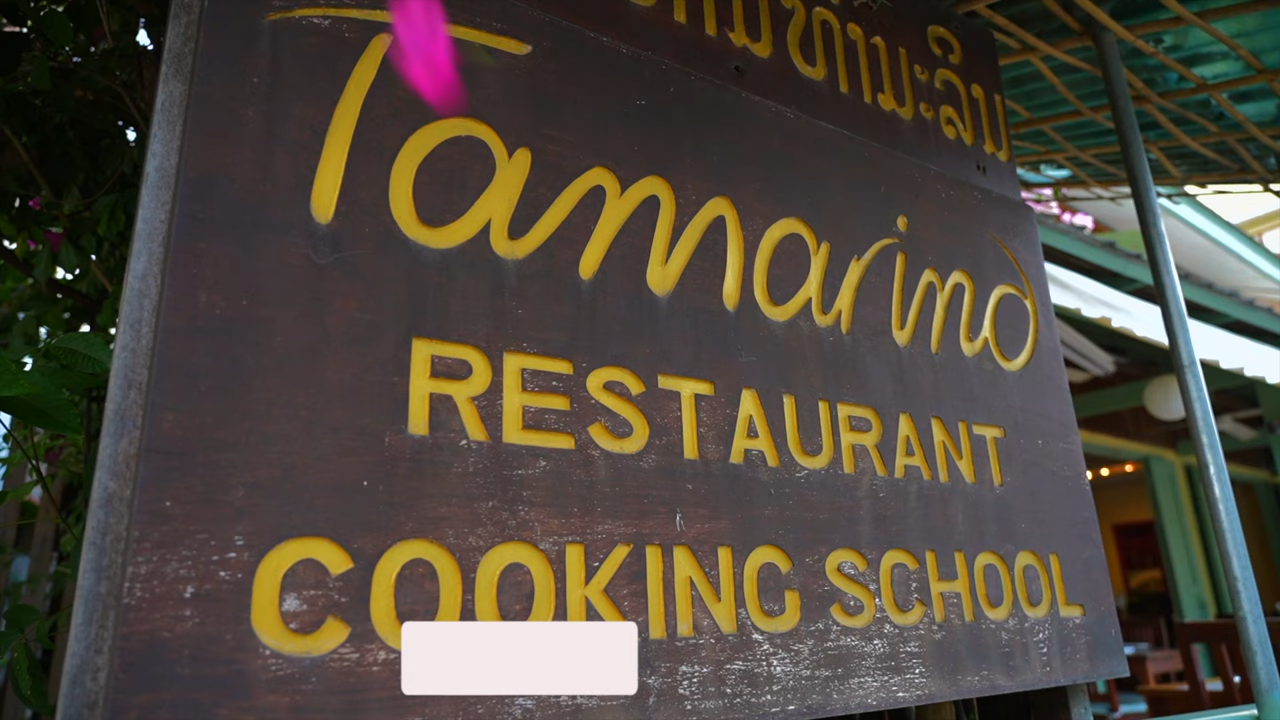 ທາມະລິນ
Tamarind
RESTAURANT
COOKING SCHOOL